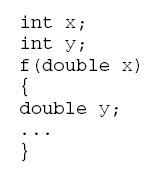 int x;
int y;
f(double x)
{
double y;
...
}